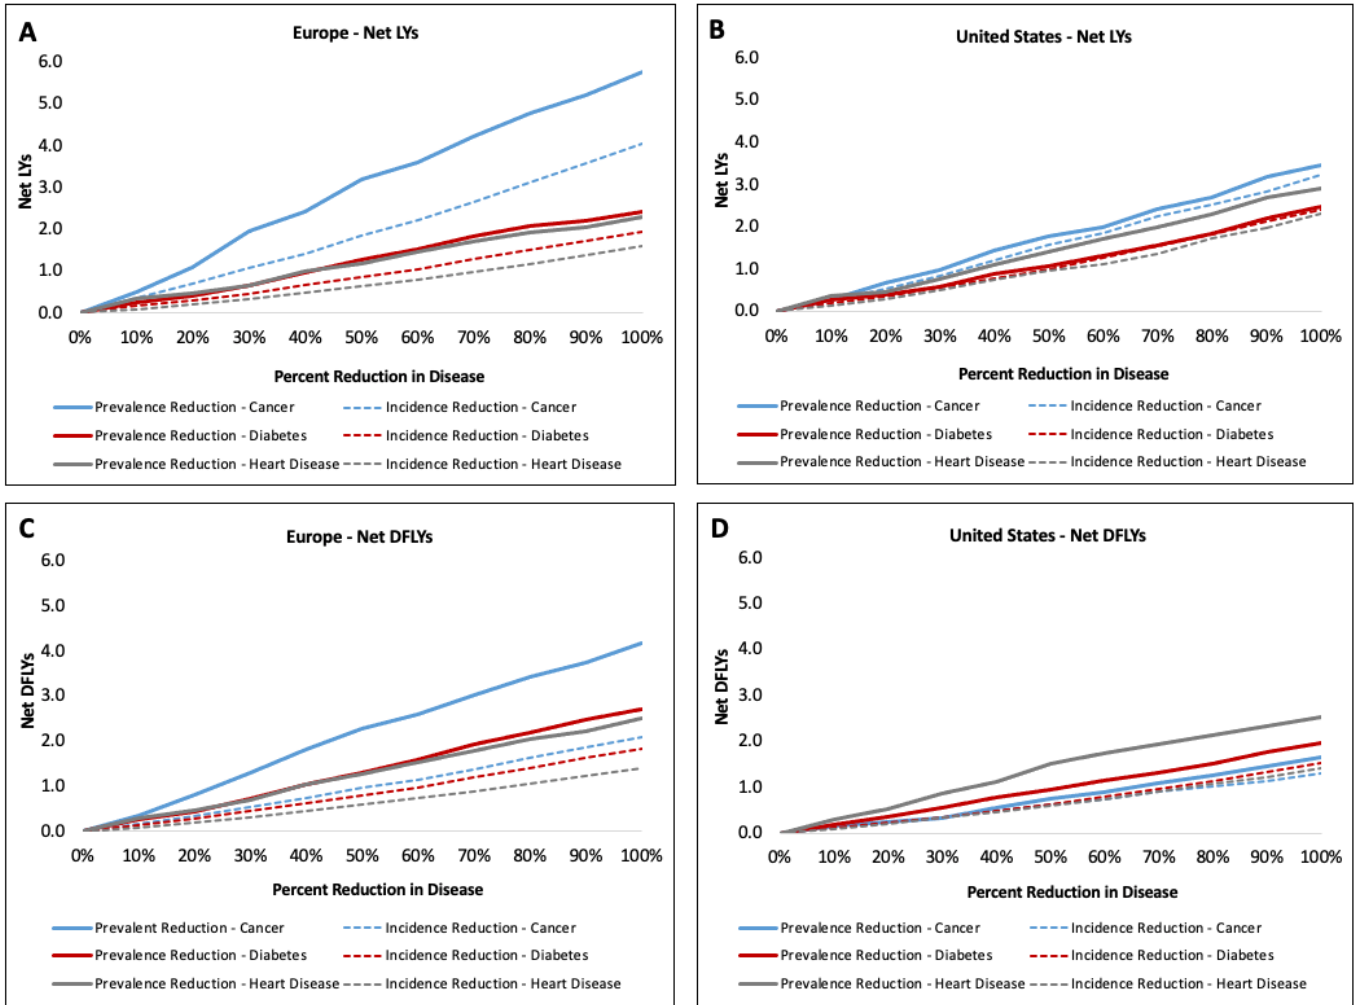 A
Europe - Net LYs
6.0
5.0
4.0
3.0
2.0
1.0
0.0
Net LYs
0% 10% 20% 30% 40% 50% 60% 70% 80% 90% 100%
Percent Reduction in Disease
Prevalence Reduction - Cancer Incidence Reduction - Cancer
Prevalence Reduction - Diabetes Incidence Reduction - Diabetes
Prevalence Reduction - Heart Disease Incidence Reduction - Heart Disease
B
United States - Net LYs
6.0
5.0
4.0
3.0
2.0
1.0
0.0
Net LYs
0% 10% 20% 30% 40% 50% 60% 70% 80% 90% 100%
Percent Reduction in Disease
Prevalence Reduction - Cancer Incidence Reduction - Cancer
Prevalence Reduction - Diabetes Incidence Reduction - Diabetes
Prevalence Reduction - Heart Disease Incidence Reduction - Heart Disease
C
Europe - Net DFLYs
6.0
5.0
4.0
3.0
2.0
1.0
0.0
Net DFLYs
0% 10% 20% 30% 40% 50% 60% 70% 80% 90% 100%
Percent Reduction in Disease
Prevalent Reduction - Cancer Incidence Reduction - Cancer
Prevalence Reduction - Diabetes Incidence Reduction - Diabetes
Prevalence Reduction - Heart Disease Incidence Reduction - Heart Disease
D
United States - Net DFLYs
6.0
5.0
4.0
3.0
2.0
1.0
0.0
Net DFLYs
0% 10% 20% 30% 40% 50% 60% 70% 80% 90% 100%
Percent Reduction in Disease
Prevalence Reduction - Cancer Incidence Reduction - Cancer
Prevalence Reduction - Diabetes Incidence Reduction - Diabetes
Prevalence Reduction - Heart Disease Incidence Reduction - Heart Disease